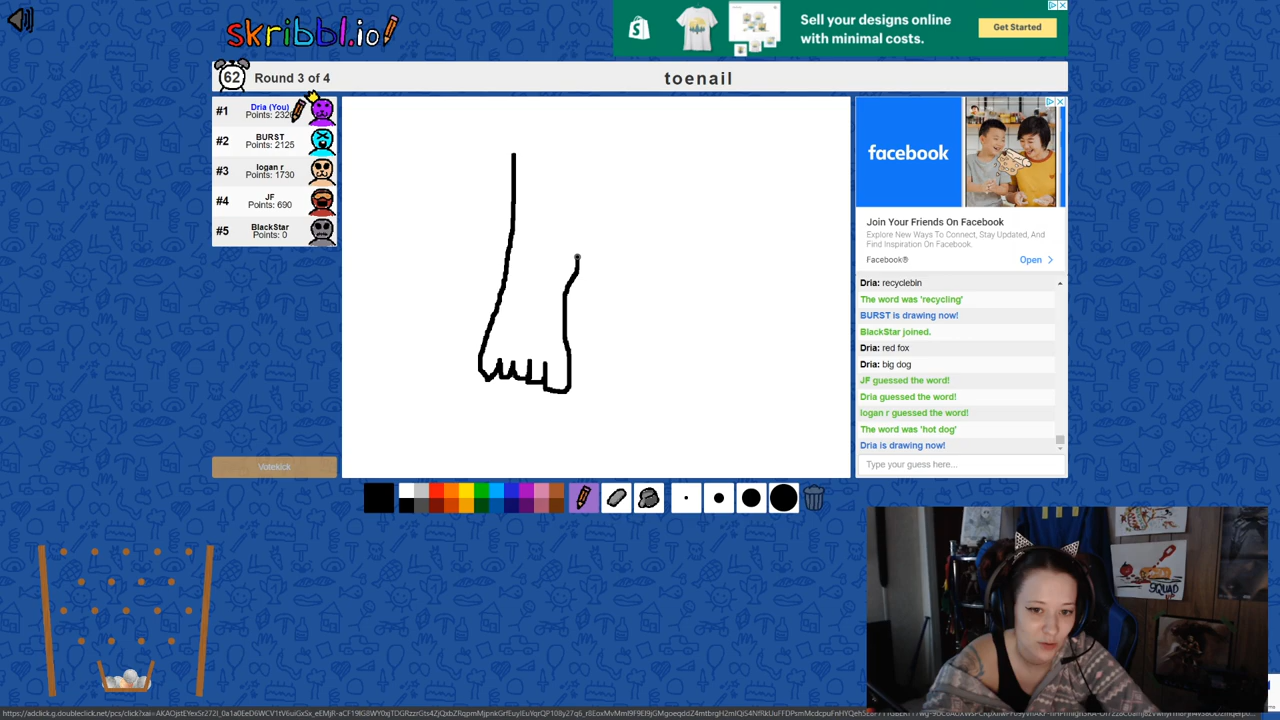 skribbl.io
Sell your designs online
with minimal costs.
Get Started
62
Round 3 of 4
toenail
#1
Dria (You)
#2
BURST
Points: 2125
#3
logan r
Points: 1730
#4
JF
Points: 690
#5
BlackStar
Points: 0
Votekick
facebook
Join Your Friends On Facebook
Explore New Ways To Connect, Stay Updated, And
Find Inspiration On Facebook.
Facebook®
Open
Dria: recyclebin
The word was 'recycling'
BURST is drawing now!
BlackStar joined.
Dria: red fox
Dria: big dog
JF guessed the word!
Dria guessed the word!
logan r guessed the word!
The word was 'hot dog'
Dria is drawing now!
Type your guess here...
SQUAD